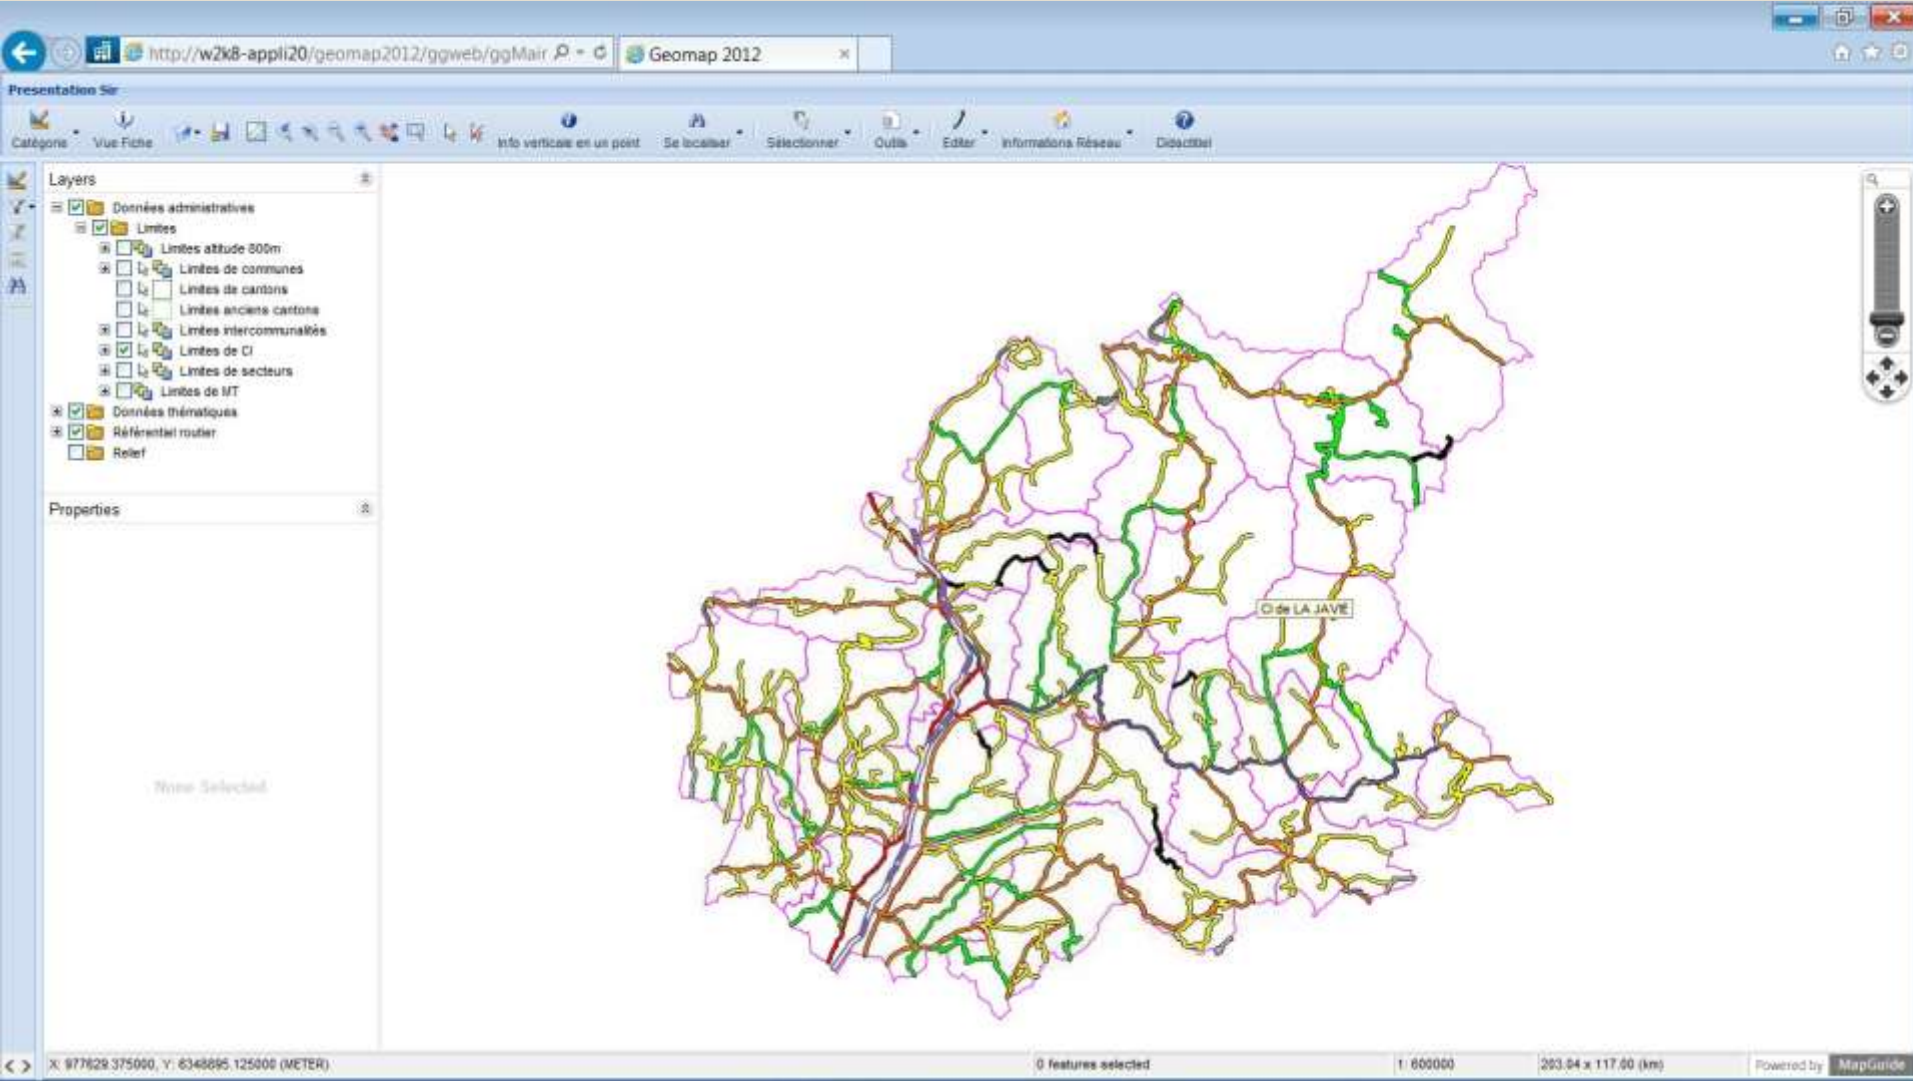 http://w2k8-appli20/geomap2012/ggweb/ggMair
Geomap 2012
Presentation Sir
Catégorie
Vue Fiche
Info verticale en un point
Se localiser
Sélectionner
Outils
Editer
Informations Réseau
Didactitiel
Layers
Données administratives
Limites
Limites altitude 800m
Limites de communes
Limites de cantons
Limites anciens cantons
Limites intercommunalités
Limites de CI
Limites de secteurs
Limites de MT
Données thématiques
Référentiel routier
Relief
Properties
None Selected
CI de LA JAVIE
X: 977629.375000, Y: 6348895.125000 (METER)
0 features selected
1: 600000
203.04 x 117.00 (km)
Powered by MapGuide